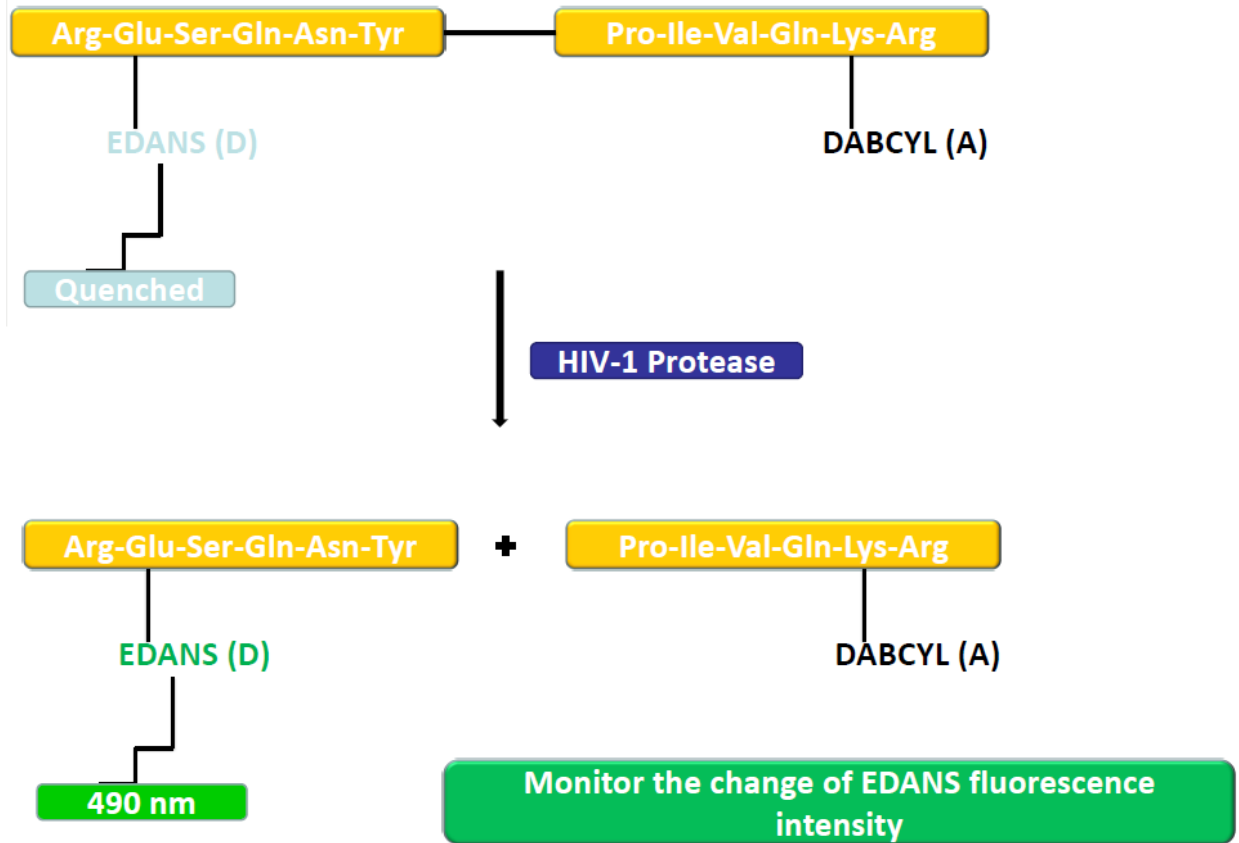 Arg-Glu-Ser-Gln-Asn-Tyr Pro-Ile-Val-Gln-Lys-Arg
EDANS (D) DABCYL (A)
Quenched
HIV-1 Protease
Arg-Glu-Ser-Gln-Asn-Tyr + Pro-Ile-Val-Gln-Lys-Arg
EDANS (D) DABCYL (A)
490 nm
Monitor the change of EDANS fluorescence
intensity